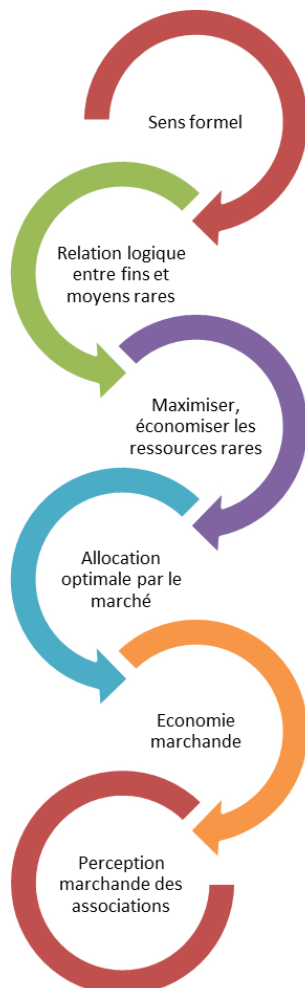 Sens formel
Relation logique
entre fins et
moyens rares
Maximiser,
économiser les
ressources rares
Allocation
optimale par le
marché
Economie
marchande
Perception
marchande des
associations